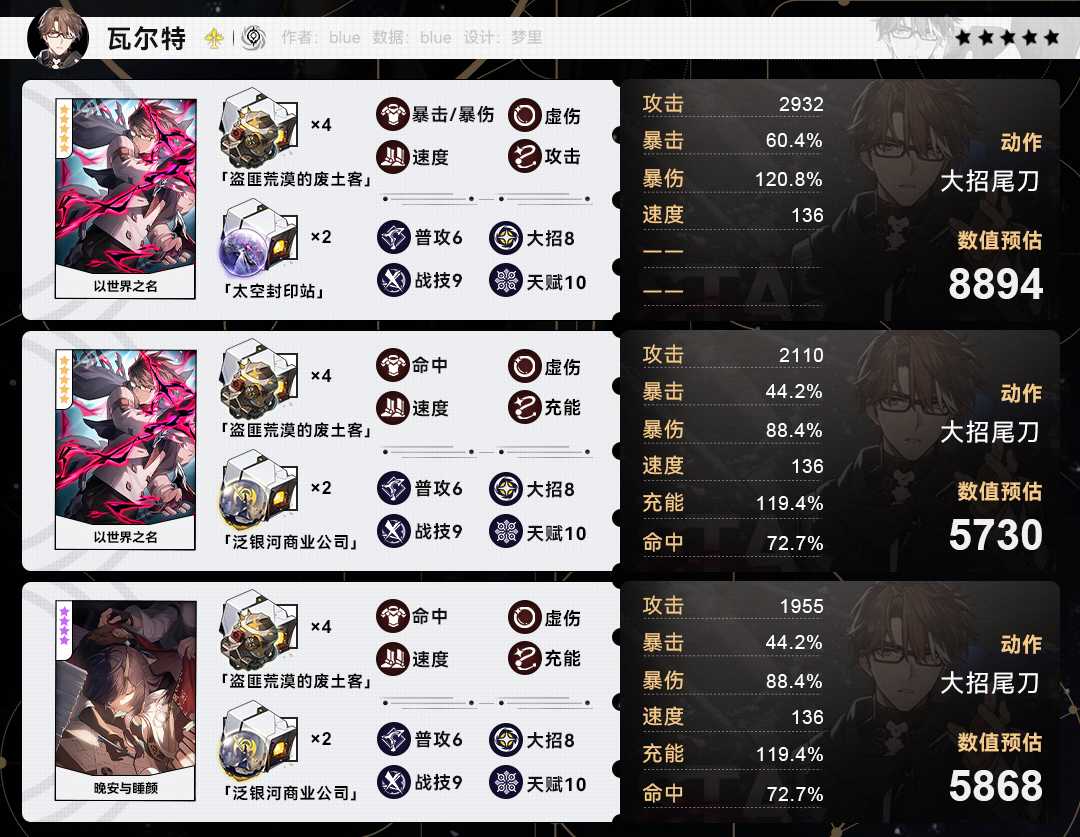 瓦尔特 作者：blue 数据：blue 设计：梦里
以世界之名
×4
「盗匪荒漠的废土客」
×2
「太空封印站」
暴击/暴伤 虚伤
速度 攻击
普攻6 大招8
战技9 天赋10
攻击 2932
暴击 60.4%
暴伤 120.8%
速度 136
——
——
动作
大招尾刀
数值预估
8894
以世界之名
×4
「盗匪荒漠的废土客」
×2
「泛银河商业公司」
命中 虚伤
速度 充能
普攻6 大招8
战技9 天赋10
攻击 2110
暴击 44.2%
暴伤 88.4%
速度 136
充能 119.4%
命中 72.7%
动作
大招尾刀
数值预估
5730
晚安与睡颜
×4
「盗匪荒漠的废土客」
×2
「泛银河商业公司」
命中 虚伤
速度 充能
普攻6 大招8
战技9 天赋10
攻击 1955
暴击 44.2%
暴伤 88.4%
速度 136
充能 119.4%
命中 72.7%
动作
大招尾刀
数值预估
5868